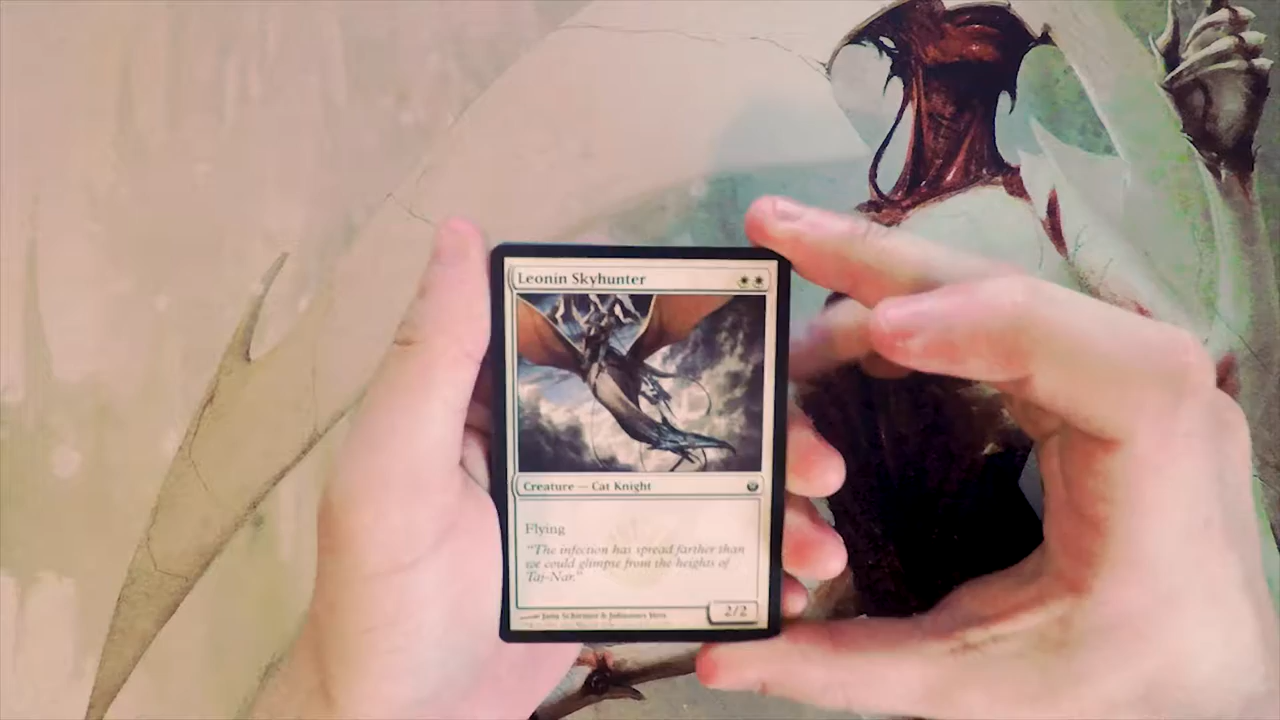 Leonin Skyhunter
Creature — Cat Knight
Flying
"The infection has spread farther than
we could glimpse from the heights of
Taj-Nar."
2/2